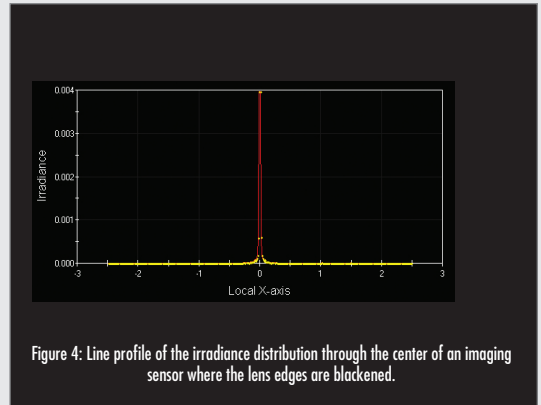 0.004
0.003
0.002
0.001
0.000
Irradiance
-3 -2 -1 0 1 2 3
Local X-axis
Figure 4: Line profile of the irradiance distribution through the center of an imaging
sensor where the lens edges are blackened.